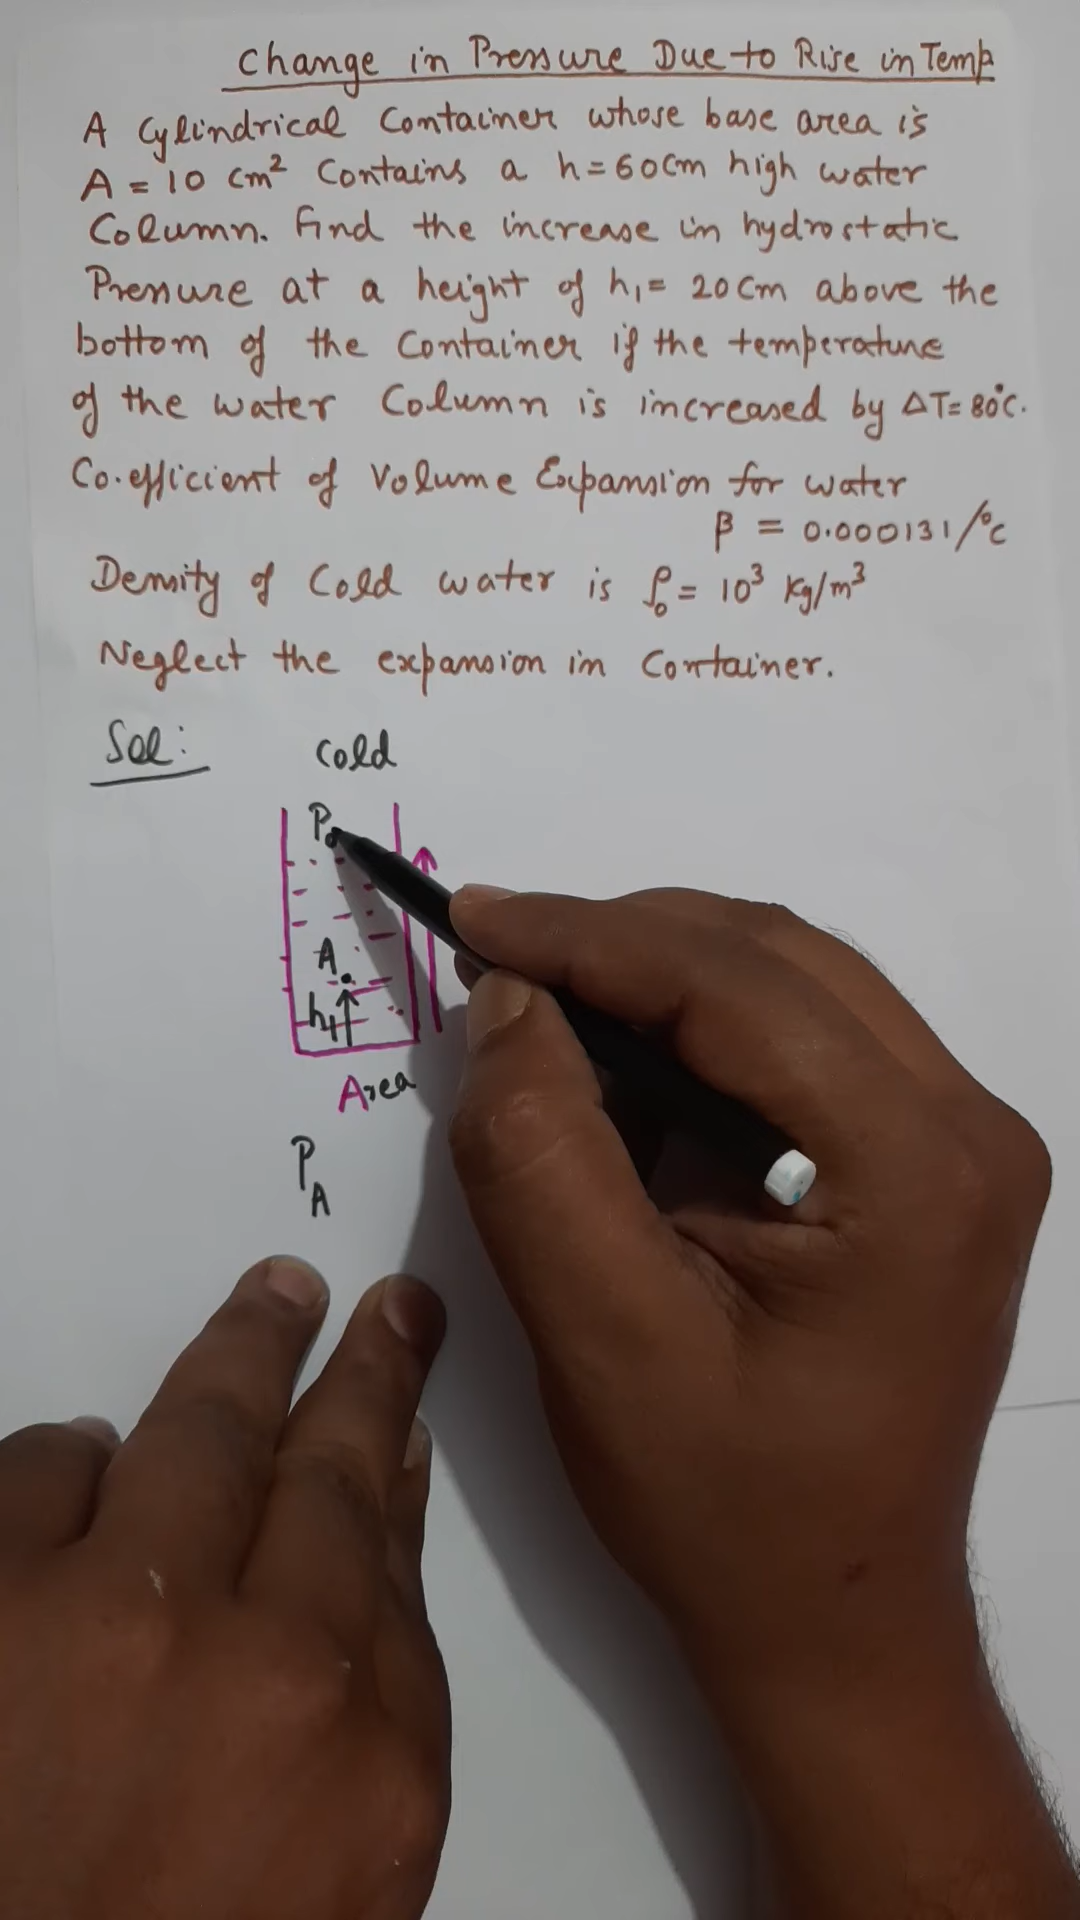 Change in Pressure Due to Rise in Temp
A Cylindrical Container whose base area is
A = 10 cm² Contains a h = 60cm high water
Column. Find the increase in hydrostatic
Pressure at a height of h₁ = 20 cm above the
bottom of the Container if the temperature
of the water Column is increased by ΔT = 80°C.
Co.efficient of Volume Expansion for water
β = 0.000131/°C
Density of Cold water is ρ₀ = 10³ Kg/m³
Neglect the expansion in Container.
Sol:
Cold
P₀
A
h₁
Area
P_A